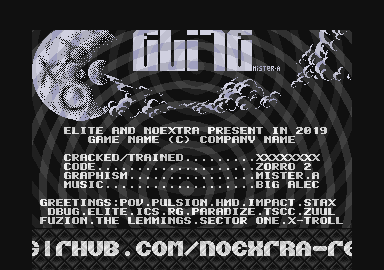 ELITE
MISTER.A
ELITE AND NOEXTRA PRESENT IN 2019
GAME NAME (C) COMPANY NAME
CRACKED/TRAINED.........XXXXXXXX
CODE....................ZORRO 2
GRAPHISM................MISTER.A
MUSIC...................BIG ALEC
GREETINGS:POV.PULSION.HMD.IMPACT.STAX
DBUG.ELITE.ICS.RG.PARADIZE.TSCC.ZUUL
FUZION.THE LEMMINGS.SECTOR ONE.X-TROLL
GITHUB.COM/NOEXTRA-RE